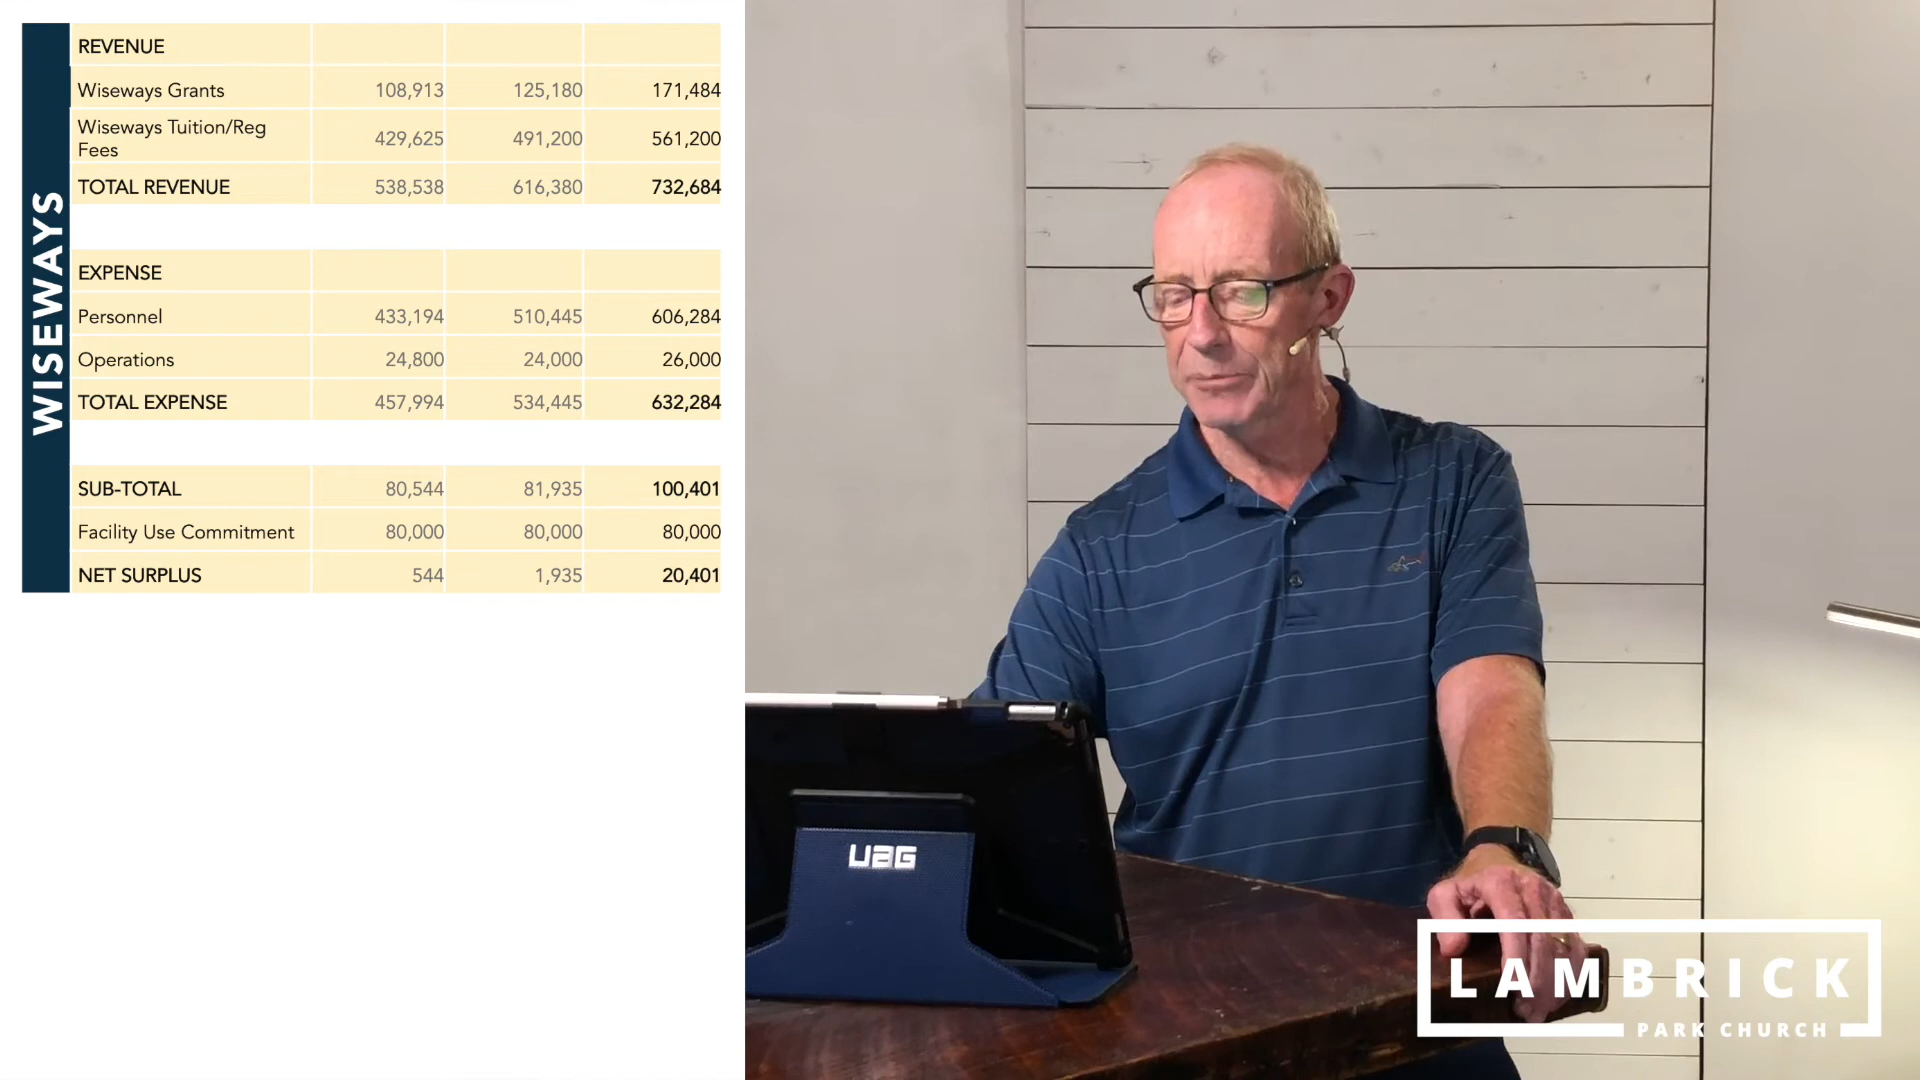 WISEWAYS
REVENUE
Wiseways Grants 108,913 125,180 171,484
Wiseways Tuition/Reg
Fees 429,625 491,200 561,200
TOTAL REVENUE 538,538 616,380 732,684
EXPENSE
Personnel 433,194 510,445 606,284
Operations 24,800 24,000 26,000
TOTAL EXPENSE 457,994 534,445 632,284
SUB-TOTAL 80,544 81,935 100,401
Facility Use Commitment 80,000 80,000 80,000
NET SURPLUS 544 1,935 20,401
UAG
LAMBRICK
PARK CHURCH